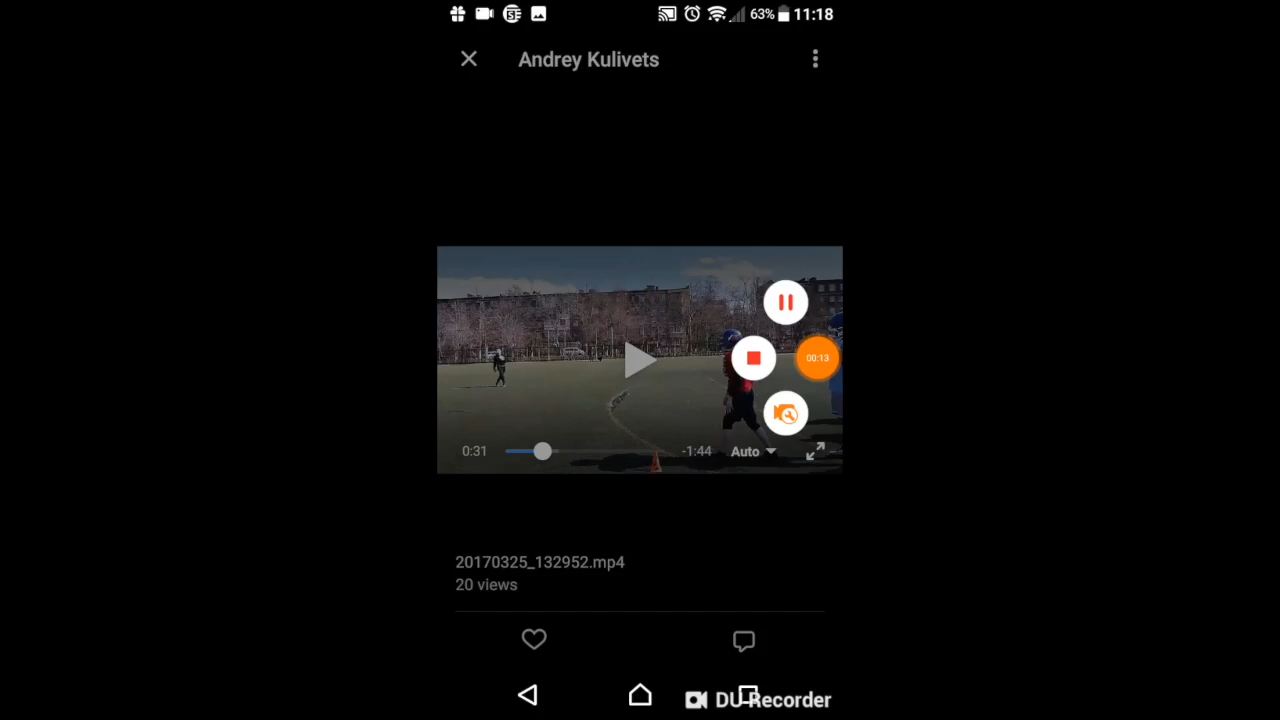 63% 11:18
Andrey Kulivets
00:13
0:31 -1:44 Auto
20170325_132952.mp4
20 views
DU Recorder